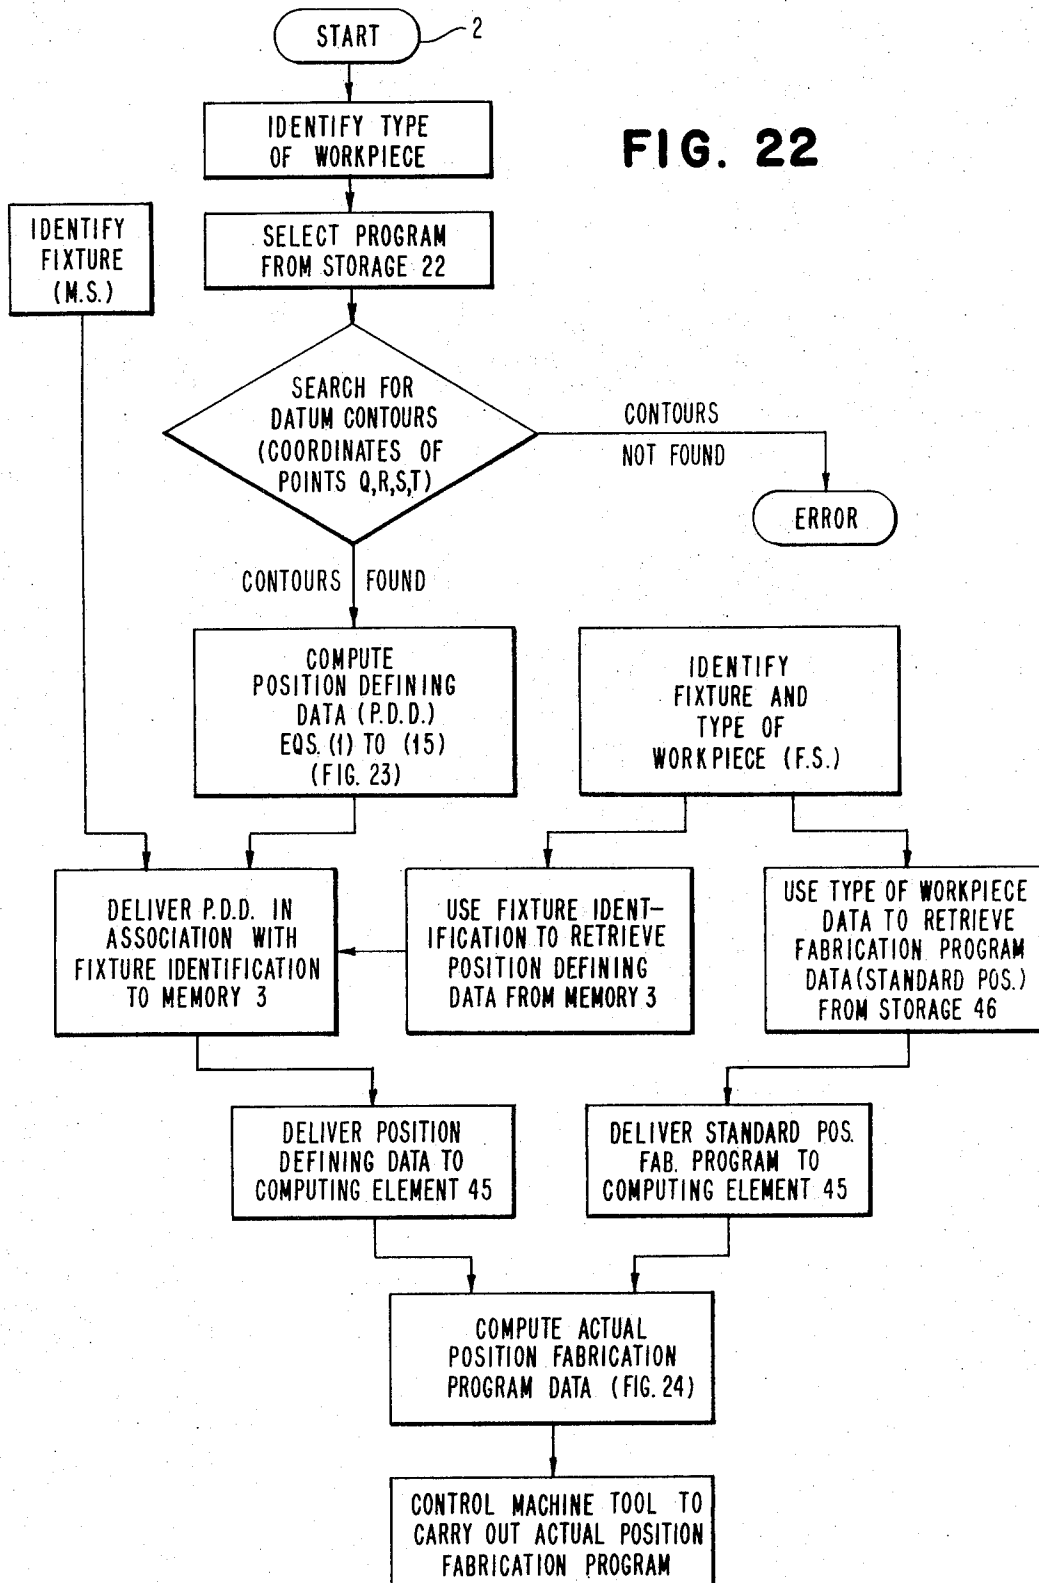 START
2
IDENTIFY TYPE
OF WORKPIECE
FIG. 22
IDENTIFY
FIXTURE
(M.S.)
SELECT PROGRAM
FROM STORAGE 22
SEARCH FOR
DATUM CONTOURS
(COORDINATES OF
POINTS Q,R,S,T)
CONTOURS
NOT FOUND
ERROR
CONTOURS FOUND
COMPUTE
POSITION DEFINING
DATA (P.D.D.)
EQS. (1) TO (15)
(FIG. 23)
IDENTIFY
FIXTURE AND
TYPE OF
WORKPIECE (F.S.)
DELIVER P.D.D. IN
ASSOCIATION WITH
FIXTURE IDENTIFICATION
TO MEMORY 3
USE FIXTURE IDENT-
IFICATION TO RETRIEVE
POSITION DEFINING
DATA FROM MEMORY 3
USE TYPE OF WORKPIECE
DATA TO RETRIEVE
FABRICATION PROGRAM
DATA(STANDARD POS.)
FROM STORAGE 46
DELIVER POSITION
DEFINING DATA TO
COMPUTING ELEMENT 45
DELIVER STANDARD POS.
FAB. PROGRAM TO
COMPUTING ELEMENT 45
COMPUTE ACTUAL
POSITION FABRICATION
PROGRAM DATA (FIG. 24)
CONTROL MACHINE TOOL TO
CARRY OUT ACTUAL POSITION
FABRICATION PROGRAM